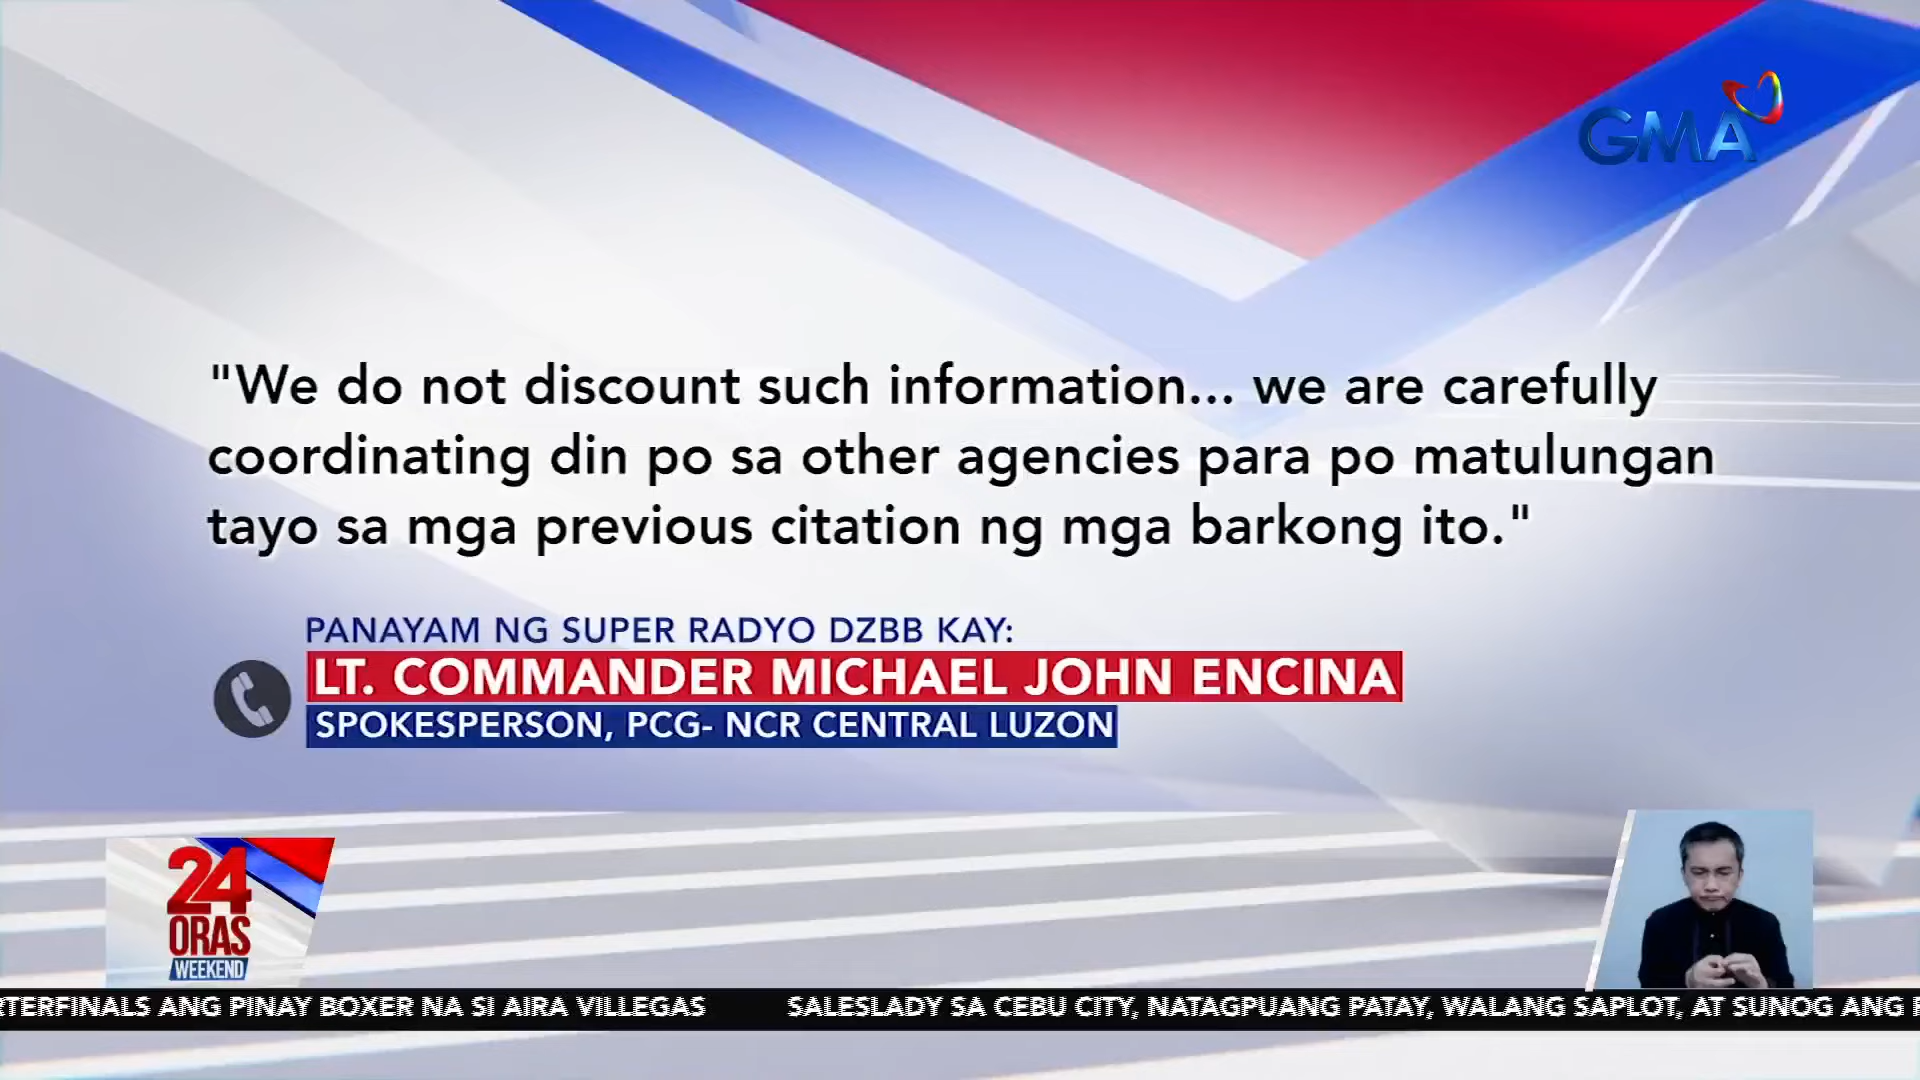 GMA
"We do not discount such information... we are carefully
coordinating din po sa other agencies para po matulungan
tayo sa mga previous citation ng mga barkong ito."
PANAYAM NG SUPER RADYO DZBB KAY:
LT. COMMANDER MICHAEL JOHN ENCINA
SPOKESPERSON, PCG- NCR CENTRAL LUZON
24
ORAS
WEEKEND
RTERFINALS ANG PINAY BOXER NA SI AIRA VILLEGAS SALESLADY SA CEBU CITY, NATAGPUANG PATAY, WALANG SAPLOT, AT SUNOG ANG